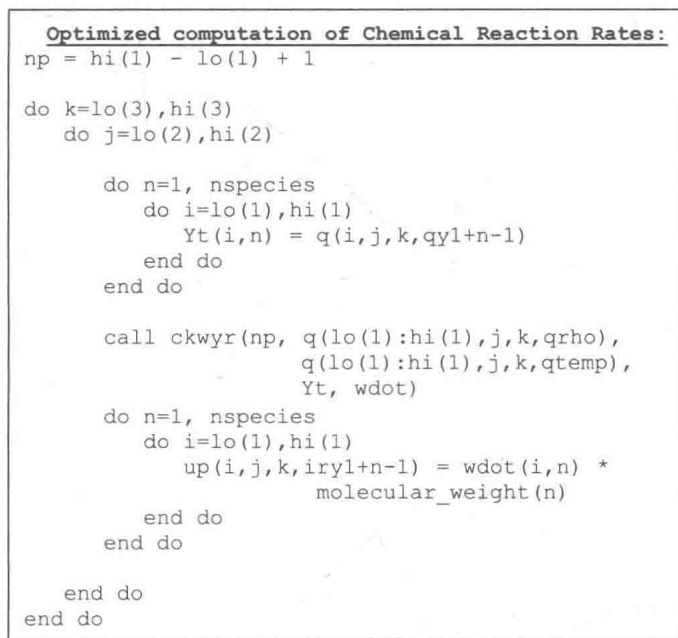 Optimized computation of Chemical Reaction Rates:
np = hi(1) - lo(1) + 1
do k=lo(3),hi(3)
do j=lo(2),hi(2)
do n=1, nspecies
do i=lo(1),hi(1)
Yt(i,n) = q(i,j,k,qy1+n-1)
end do
end do
call ckwyr(np, q(lo(1):hi(1),j,k,qrho),
q(lo(1):hi(1),j,k,qtemp),
Yt, wdot)
do n=1, nspecies
do i=lo(1),hi(1)
up(i,j,k,iry1+n-1) = wdot(i,n) *
molecular_weight(n)
end do
end do
end do
end do